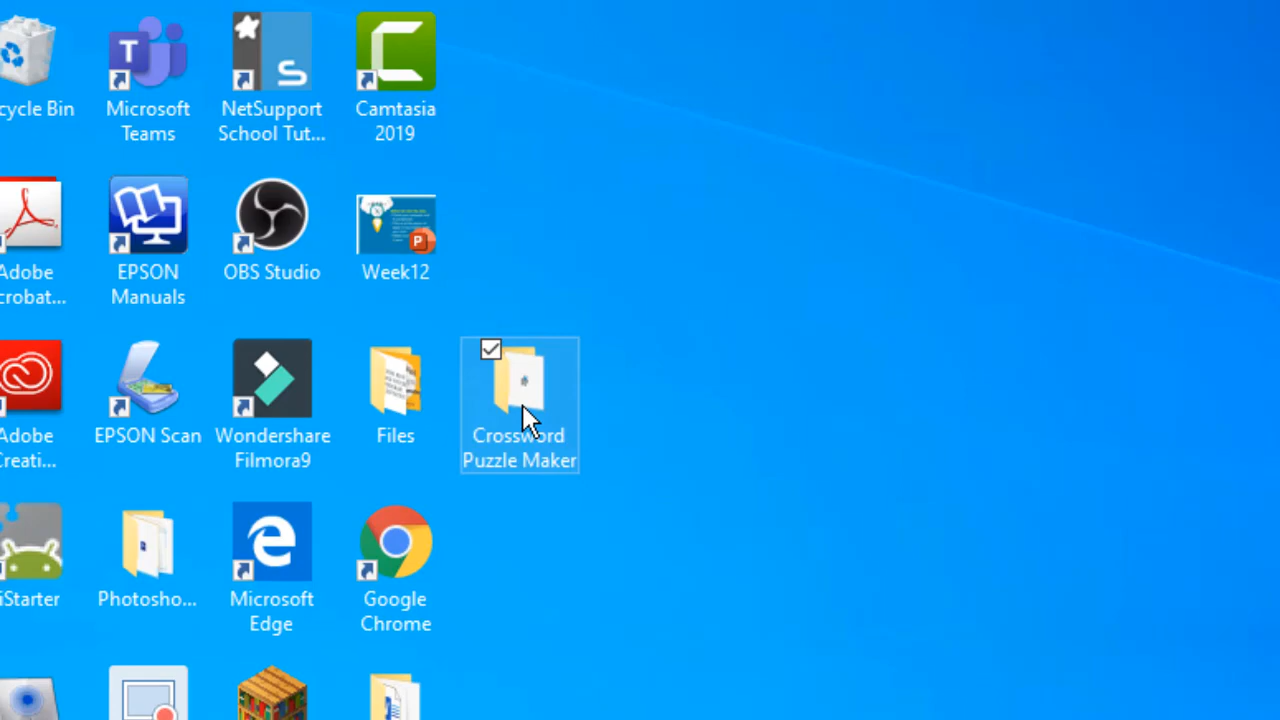 cycle Bin
Microsoft
Teams
NetSupport
School Tut...
Camtasia
2019
Adobe
crobat...
EPSON
Manuals
OBS Studio
Week12
Adobe
Creati...
EPSON Scan
Wondershare
Filmora9
Files
Crossword
Puzzle Maker
iStarter
Photosho...
Microsoft
Edge
Google
Chrome